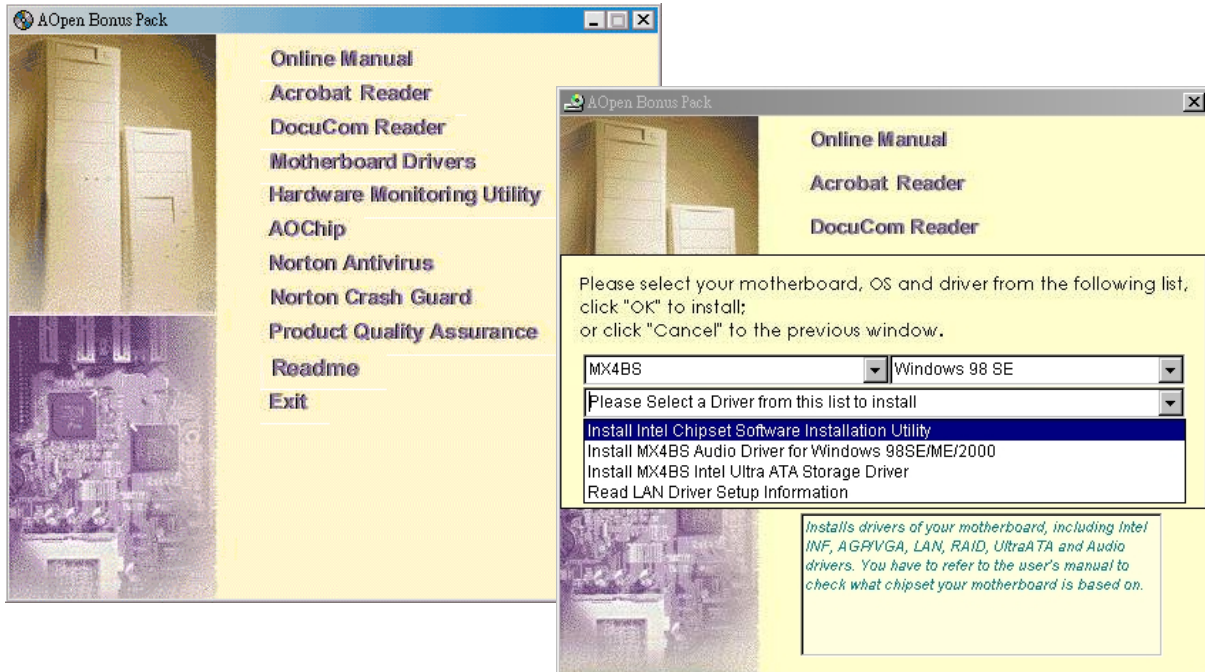 AOpen Bonus Pack
Online Manual
Acrobat Reader
DocuCom Reader
Motherboard Drivers
Hardware Monitoring Utility
AOChip
Norton Antivirus
Norton Crash Guard
Product Quality Assurance
Readme
Exit
AOpen Bonus Pack
Online Manual
Acrobat Reader
DocuCom Reader
Please select your motherboard, OS and driver from the following list,
click "OK" to install;
or click "Cancel" to the previous window.
MX4BS
Windows 98 SE
Please Select a Driver from this list to install
Install Intel Chipset Software Installation Utility
Install MX4BS Audio Driver for Windows 98SE/ME/2000
Install MX4BS Intel Ultra ATA Storage Driver
Read LAN Driver Setup Information
Installs drivers of your motherboard, including Intel
INF, AGP/VGA, LAN, RAID, UltraATA and Audio
drivers. You have to refer to the user's manual to
check what chipset your motherboard is based on.